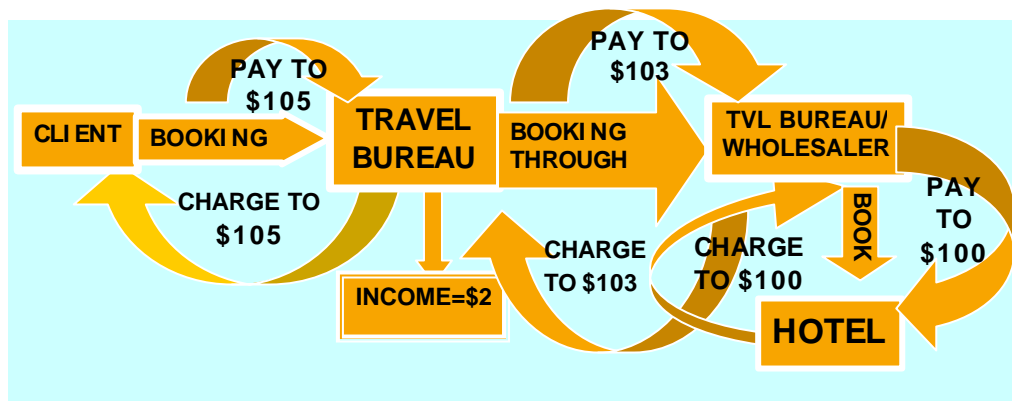 PAY TO
$105
PAY TO
$103
CLIENT
BOOKING
TRAVEL
BUREAU
BOOKING
THROUGH
TVL BUREAU/
WHOLESALER
CHARGE TO
$105
INCOME=$2
CHARGE
TO $103
CHARGE
TO $100
BOOK
PAY
TO
$100
HOTEL